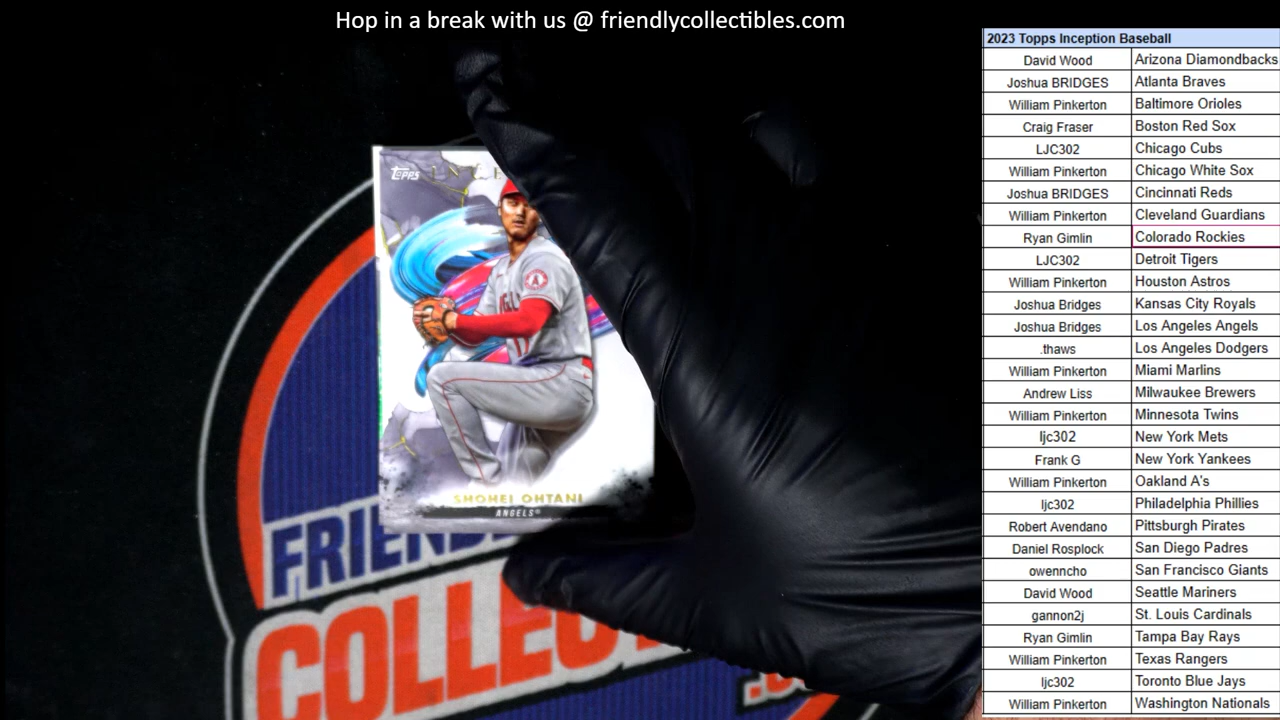 Hop in a break with us @ friendlycollectibles.com
2023 Topps Inception Baseball
David Wood Arizona Diamondbacks
Joshua BRIDGES Atlanta Braves
William Pinkerton Baltimore Orioles
Craig Fraser Boston Red Sox
LJC302 Chicago Cubs
William Pinkerton Chicago White Sox
Joshua BRIDGES Cincinnati Reds
William Pinkerton Cleveland Guardians
Ryan Gimlin Colorado Rockies
LJC302 Detroit Tigers
William Pinkerton Houston Astros
Joshua Bridges Kansas City Royals
Joshua Bridges Los Angeles Angels
.thaws Los Angeles Dodgers
William Pinkerton Miami Marlins
Andrew Liss Milwaukee Brewers
William Pinkerton Minnesota Twins
ljc302 New York Mets
Frank G New York Yankees
William Pinkerton Oakland A's
ljc302 Philadelphia Phillies
Robert Avendano Pittsburgh Pirates
Daniel Rosplock San Diego Padres
owenncho San Francisco Giants
David Wood Seattle Mariners
gannon2j St. Louis Cardinals
Ryan Gimlin Tampa Bay Rays
William Pinkerton Texas Rangers
ljc302 Toronto Blue Jays
William Pinkerton Washington Nationals
Topps
SHOHEI OHTANI
ANGELS®
FRIEND
COLLEC